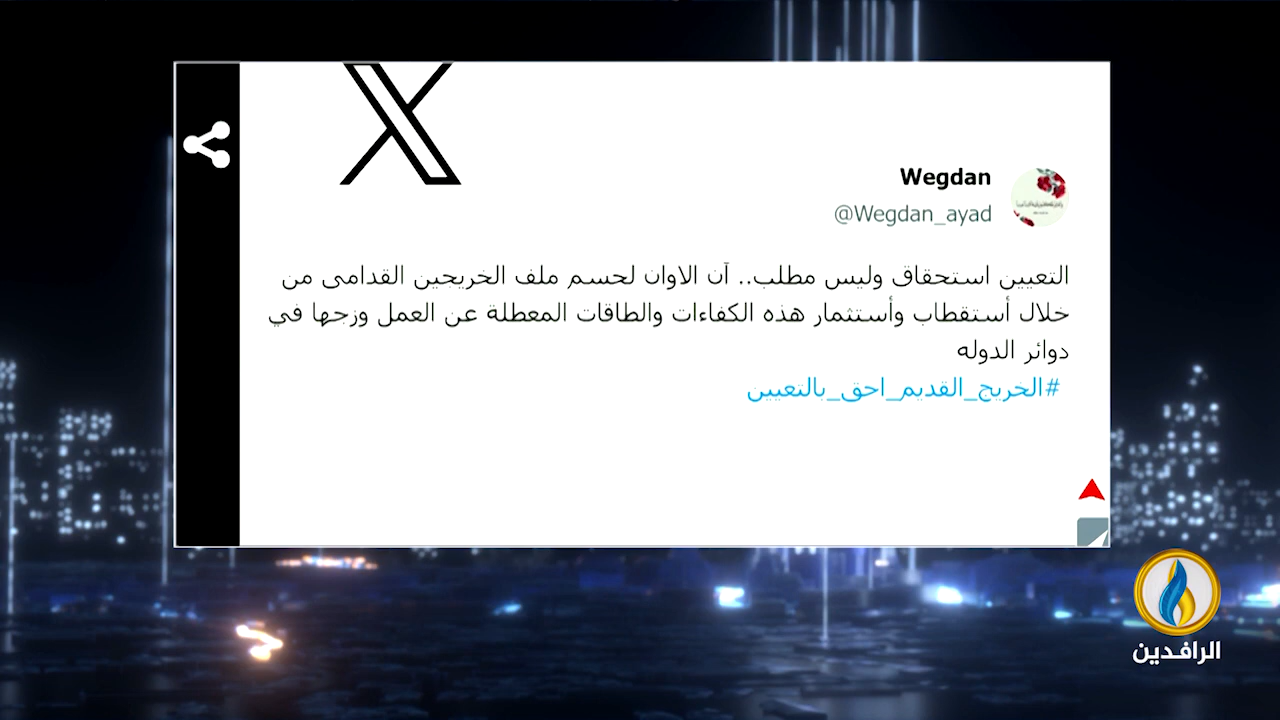 Wegdan
@Wegdan_ayad
التعيين استحقاق وليس مطلب.. آن الاوان لحسم ملف الخريجين القدامى من
خلال أستقطاب وأستثمار هذه الكفاءات والطاقات المعطلة عن العمل وزجها في
دوائر الدوله
#الخريج_القديم_احق_بالتعيين
الرافدين